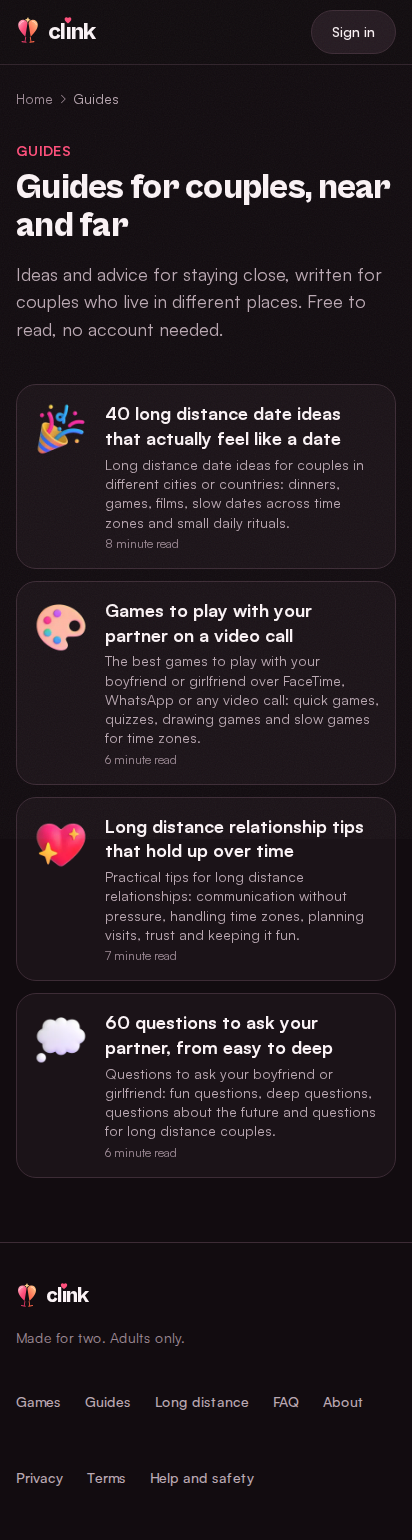 clink
Sign in
Home > Guides
GUIDES
Guides for couples, near
and far
Ideas and advice for staying close, written for
couples who live in different places. Free to
read, no account needed.
40 long distance date ideas
that actually feel like a date
Long distance date ideas for couples in
different cities or countries: dinners,
games, films, slow dates across time
zones and small daily rituals.
8 minute read
Games to play with your
partner on a video call
The best games to play with your
boyfriend or girlfriend over FaceTime,
WhatsApp or any video call: quick games,
quizzes, drawing games and slow games
for time zones.
6 minute read
Long distance relationship tips
that hold up over time
Practical tips for long distance
relationships: communication without
pressure, handling time zones, planning
visits, trust and keeping it fun.
7 minute read
60 questions to ask your
partner, from easy to deep
Questions to ask your boyfriend or
girlfriend: fun questions, deep questions,
questions about the future and questions
for long distance couples.
6 minute read
clink
Made for two. Adults only.
Games Guides Long distance FAQ About
Privacy Terms Help and safety